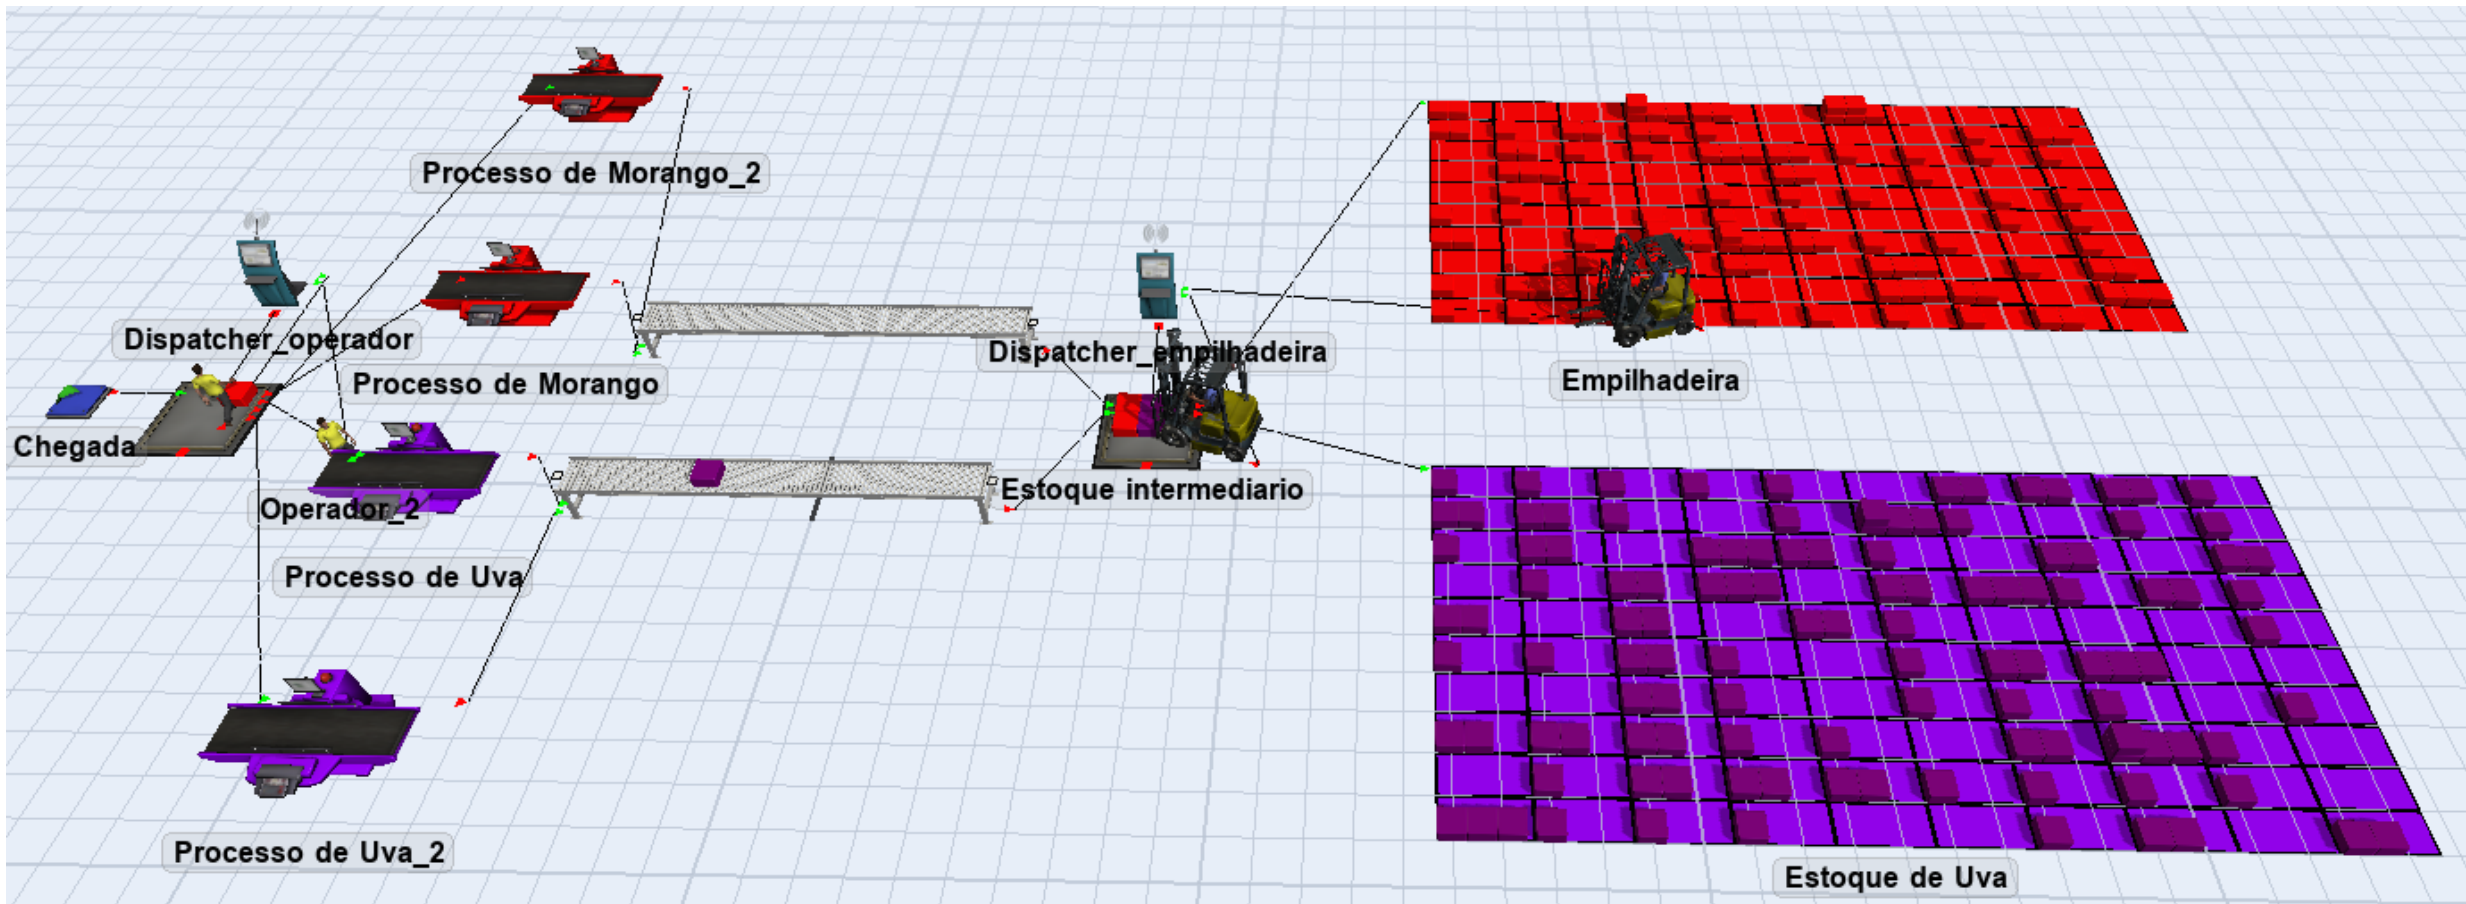 Processo de Morango_2
Dispatcher_operador
Dispatcher_empilhadeira
Processo de Morango
Empilhadeira
Chegada
Estoque intermediario
Operador_2
Processo de Uva
Processo de Uva_2
Estoque de Uva